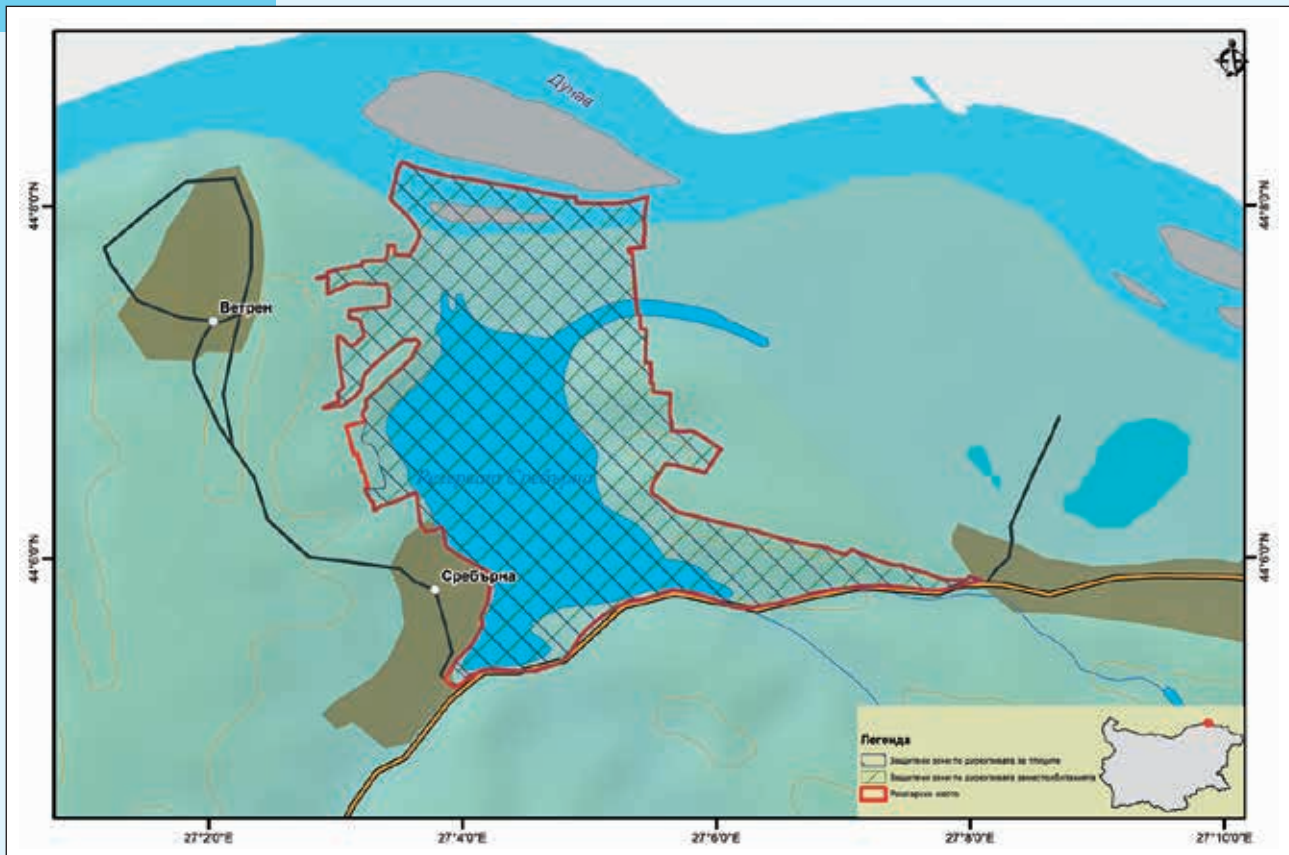 Дунав
44°8'0"N
44°8'0"N
Ветрен
Резерват Сребърна
44°6'0"N
44°6'0"N
Сребърна
Легенда
Защитени зони по директивата за птиците
Защитени зони по директивата за местообитанията
Рамсарско място
27°2'0"E
27°4'0"E
27°6'0"E
27°8'0"E
27°10'0"E